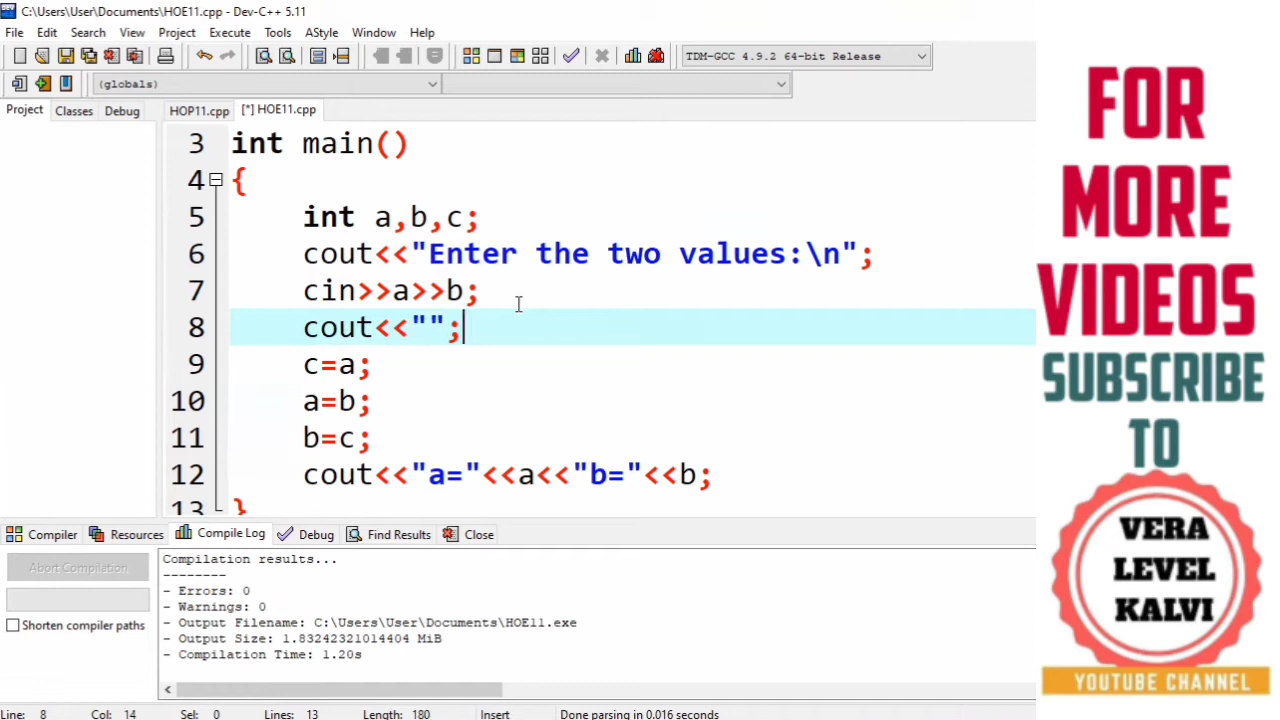 C:\Users\User\Documents\HOE11.cpp - Dev-C++ 5.11
File Edit Search View Project Execute Tools AStyle Window Help
TDM-GCC 4.9.2 64-bit Release
(globals)
Project Classes Debug HOP11.cpp [*] HOE11.cpp
3 int main()
4 {
5 int a,b,c;
6 cout<<"Enter the two values:\n";
7 cin>>a>>b;
8 cout<<"";
9 c=a;
10 a=b;
11 b=c;
12 cout<<"a="<<a<<"b="<<b;
13 }
Compiler Resources Compile Log Debug Find Results Close
Abort Compilation
Shorten compiler paths
Compilation results...
--------
- Errors: 0
- Warnings: 0
- Output Filename: C:\Users\User\Documents\HOE11.exe
- Output Size: 1.83242321014404 MiB
- Compilation Time: 1.20s
Line: 8 Col: 14 Sel: 0 Lines: 13 Length: 180 Insert Done parsing in 0.016 seconds
FOR
MORE
VIDEOS
SUBSCRIBE
TO
VERA
LEVEL
KALVI
YOUTUBE CHANNEL